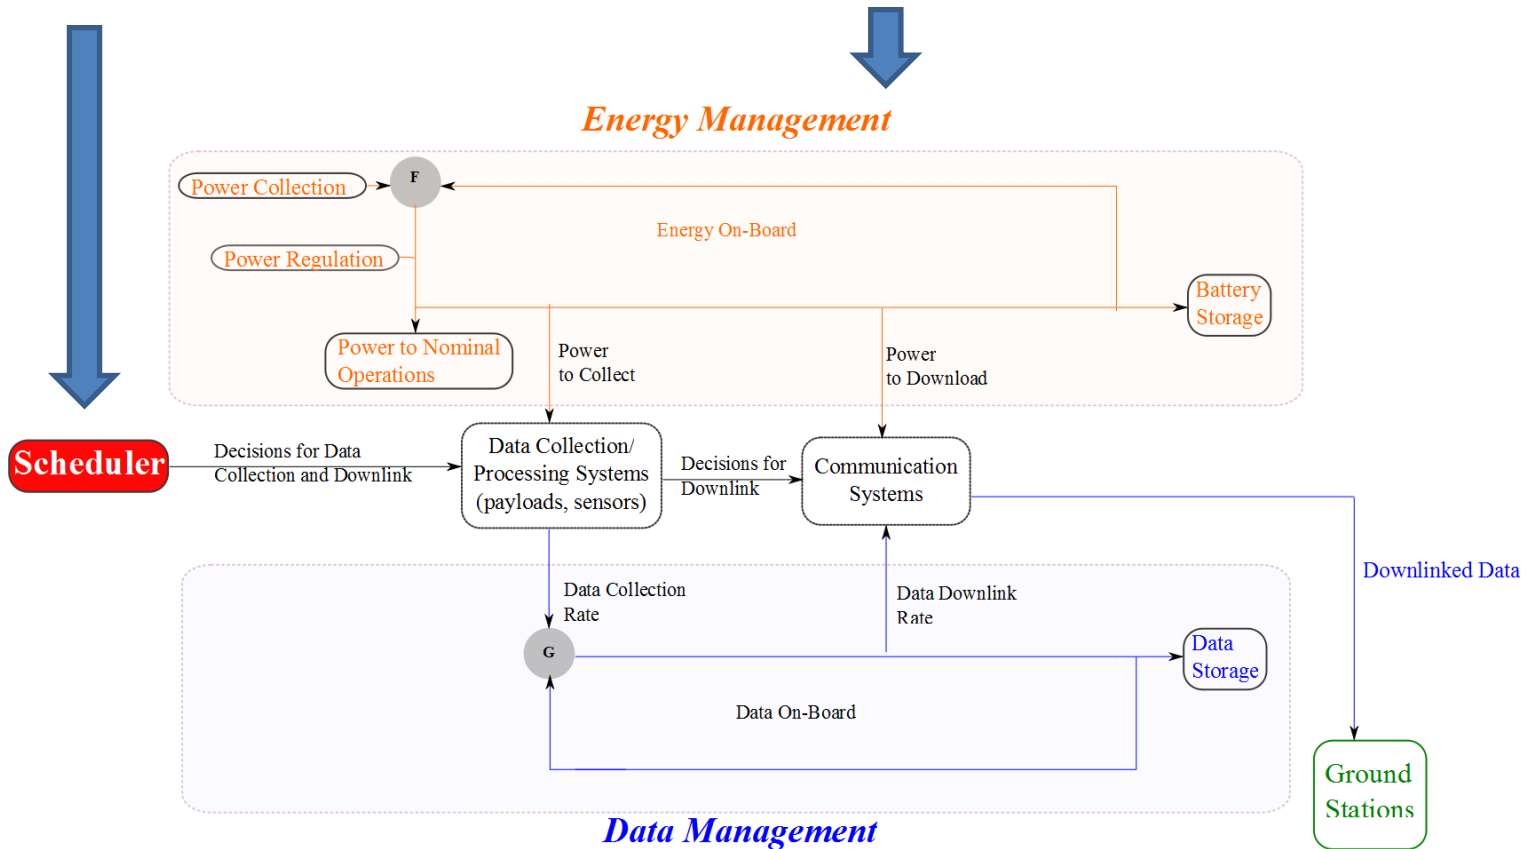 Energy Management
Power Collection
F
Energy On-Board
Power Regulation
Battery
Storage
Power to Nominal
Operations
Power
to Collect
Power
to Download
Scheduler
Decisions for Data
Collection and Downlink
Data Collection/
Processing Systems
(payloads, sensors)
Decisions for
Downlink
Communication
Systems
Downlinked Data
Data Collection
Rate
Data Downlink
Rate
G
Data
Storage
Data On-Board
Ground
Stations
Data Management